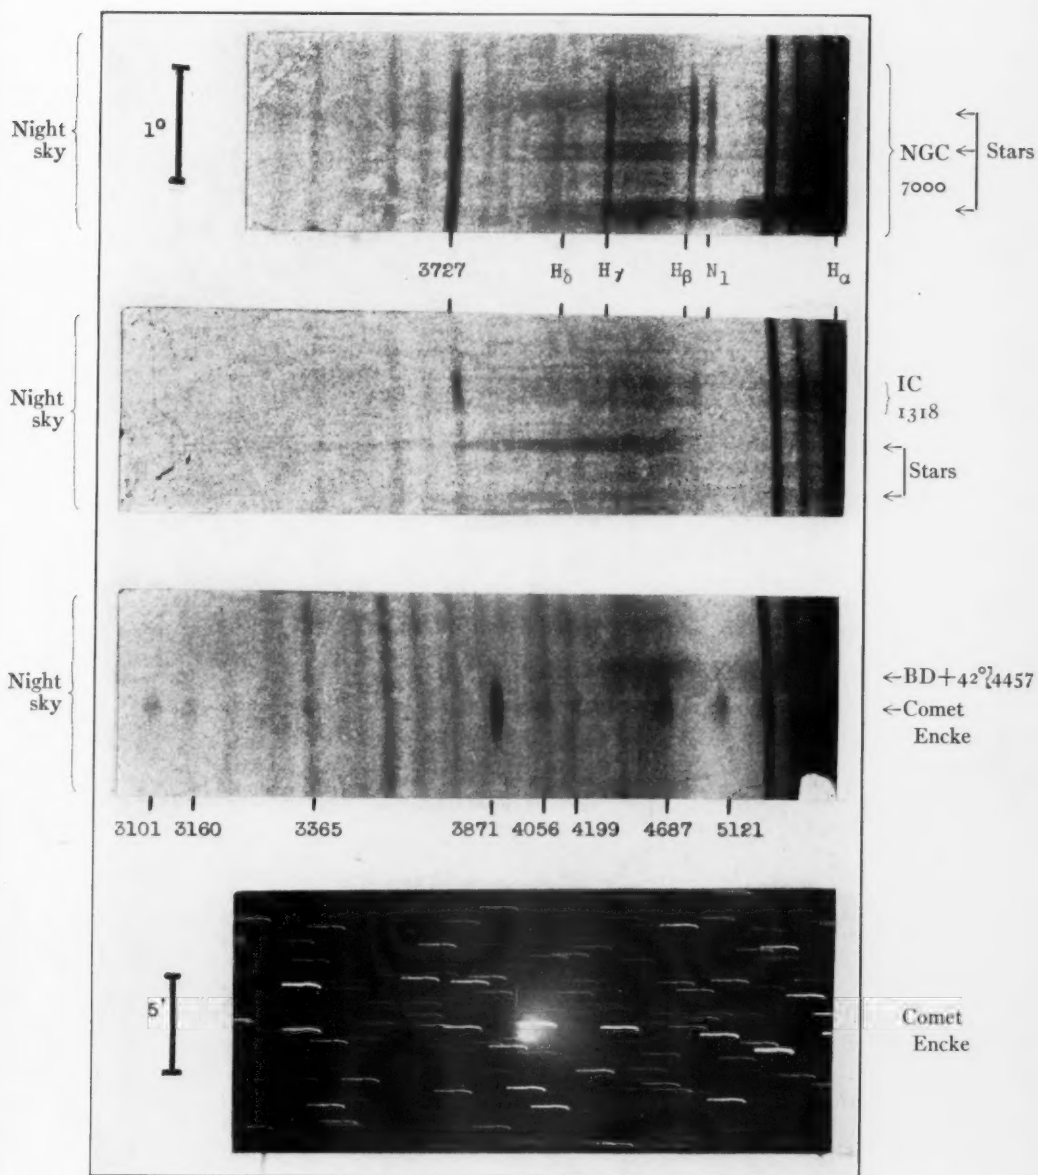 Night
sky
1°
NGC
7000
Stars
3727 Hδ Hγ Hβ N1 Hα
Night
sky
IC
1318
Stars
Night
sky
BD+42°4457
Comet
Encke
3101 3160 3365 3871 4056 4199 4687 5121
5'
Comet
Encke